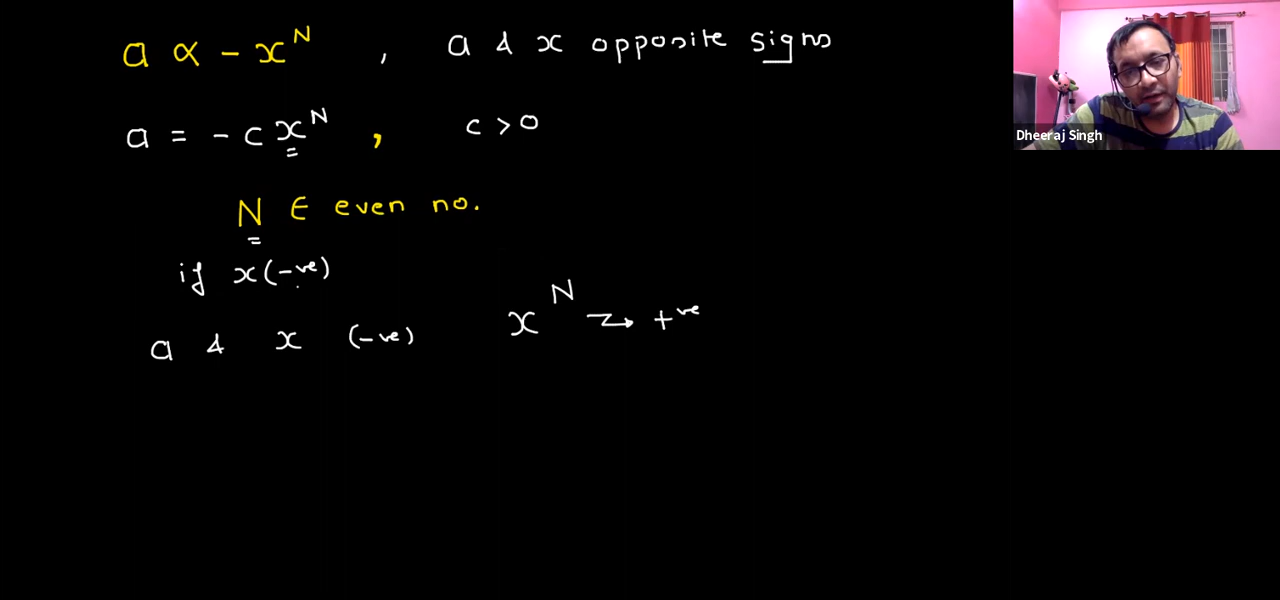 a ∝ - x^N , a & x opposite signs
Dheeraj Singh
a = - c x^N , c > 0
N ∈ even no.
if x (-ve)
a & x (-ve) x^N → +ve